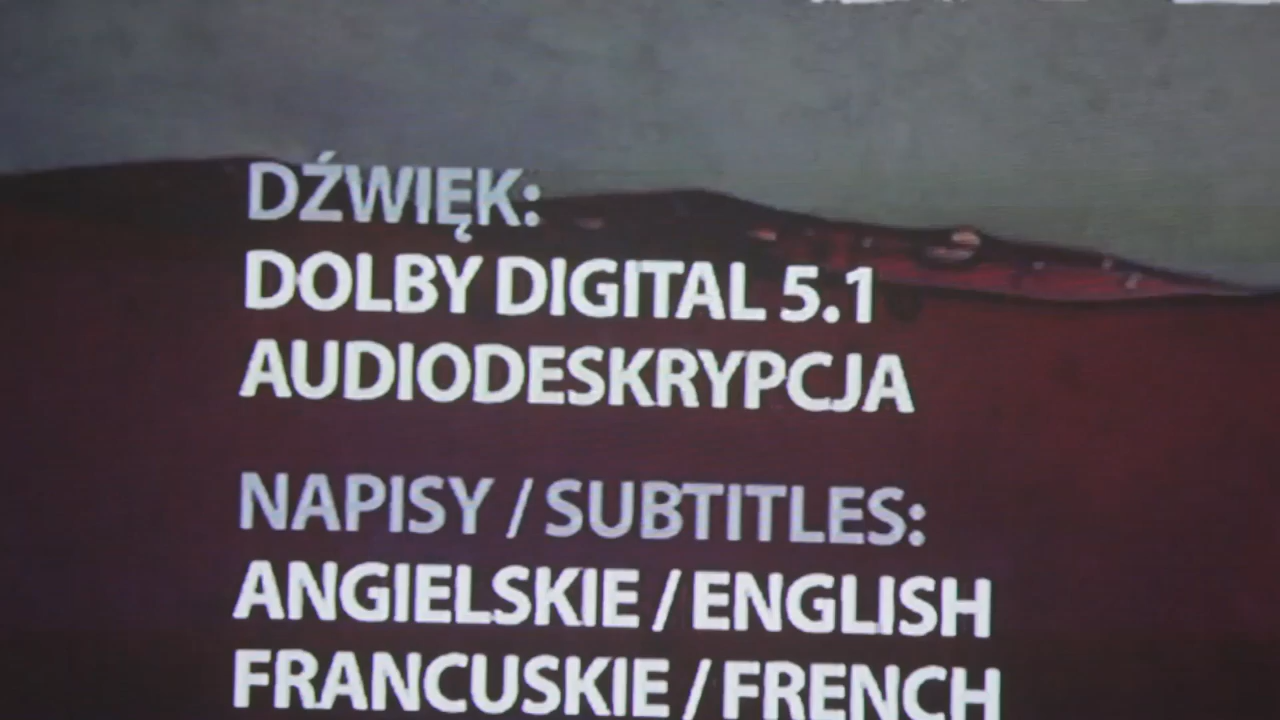 DŹWIĘK:
DOLBY DIGITAL 5.1
AUDIODESKRYPCJA
NAPISY / SUBTITLES:
ANGIELSKIE / ENGLISH
FRANCUSKIE / FRENCH